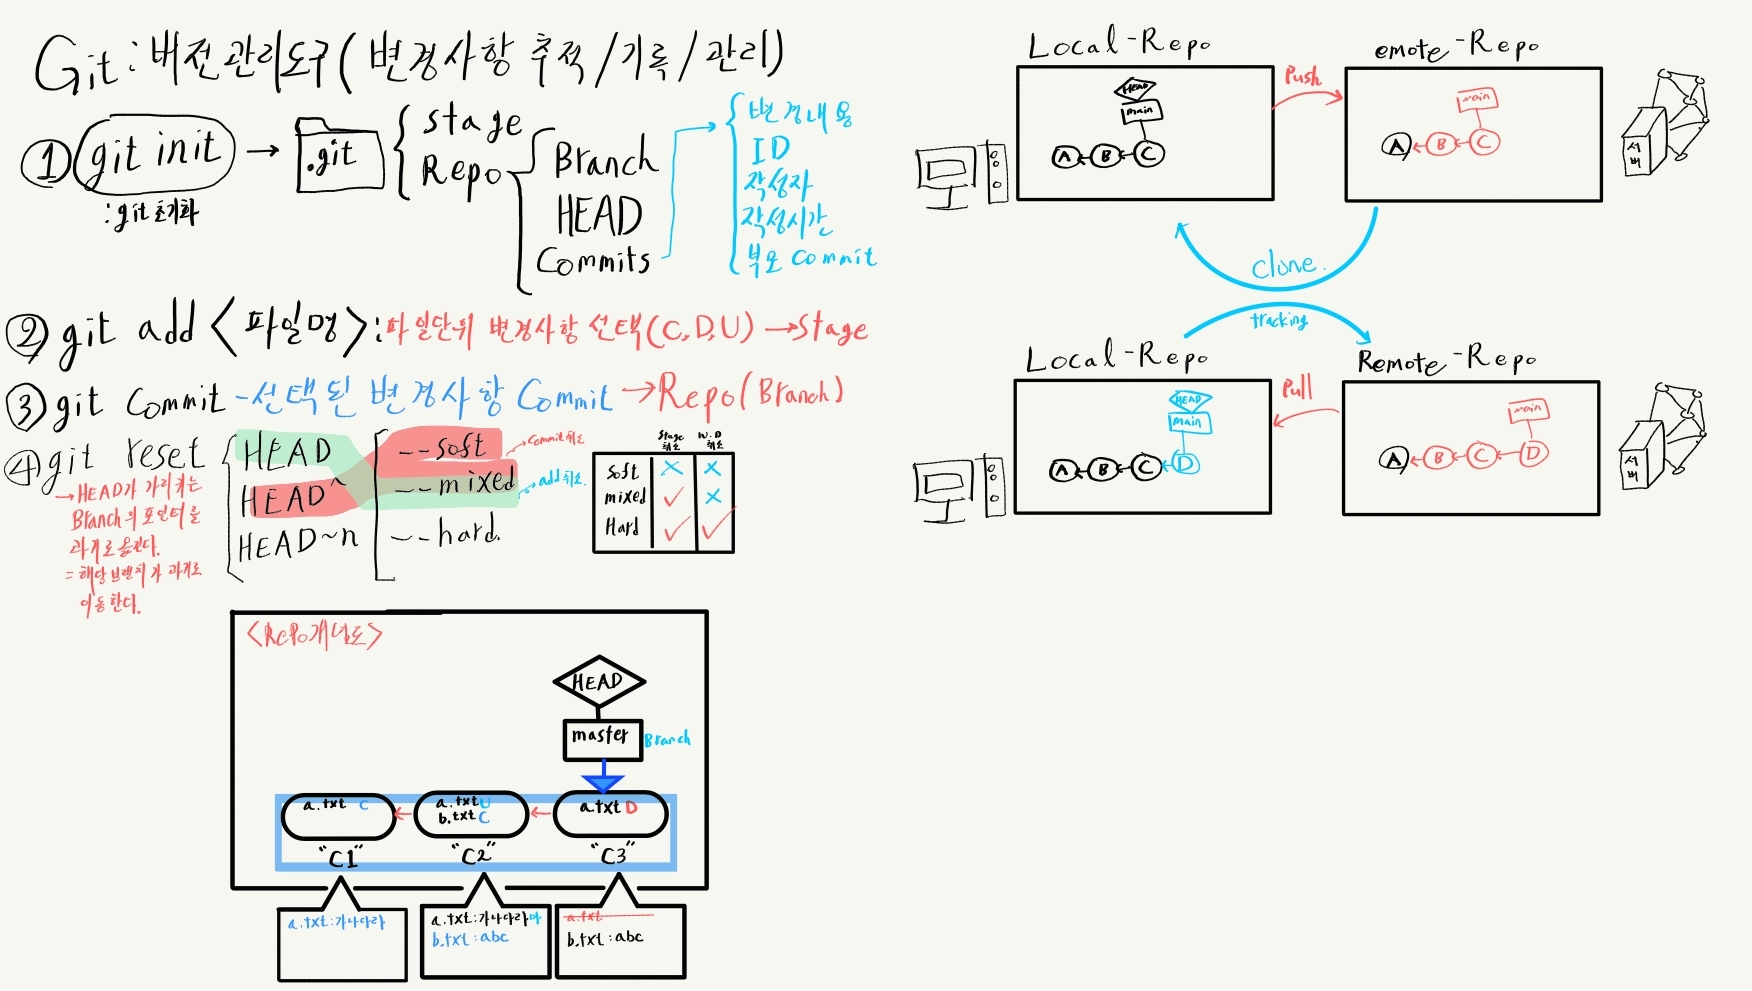 Git : 버전관리도구 ( 변경사항 추적 / 기록 / 관리 )
① git init → .git
: git 초기화
stage
Repo
Branch
HEAD
Commits
변경내용
ID
작성자
작성시간
부모 Commit
② git add <파일명> : 파일단위 변경사항 선택 (C, D, U) → Stage
③ git Commit - 선택된 변경사항 Commit → Repo ( Branch )
④ git reset
→ HEAD가 가리키는
Branch의 포인터를
과거로 옮긴다.
= 해당 브랜치가 과거로
이동한다.
HEAD
HEAD^
HEAD~n
--soft
--mixed
--hard.
→ Commit 취소
→ add 취소.
Stage 취소
W.D 취소
soft X X
mixed ✓ X
Hard ✓ ✓
<Repo개념도>
HEAD
master
Branch
a.txt C
a.txt U
b.txt C
a.txt D
"C1"
"C2"
"C3"
a.txt : 가나다라
a.txt : 가나다라마
b.txt : abc
a.txt
b.txt : abc
Local - Repo
HEAD
main
A
B
C
Push
emote - Repo
main
A
B
C
서버
Clone.
tracking
Local - Repo
HEAD
main
A
B
C
D
Pull
Remote - Repo
main
A
B
C
D
서버